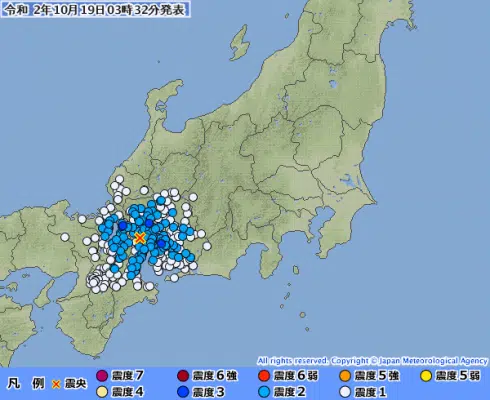 令和 2年10月19日03時32分発表
All rights reserved. Copyright © Japan Meteorological Agency
凡 例 震央 震度7 震度6強 震度6弱 震度5強 震度5弱
震度4 震度3 震度2 震度1